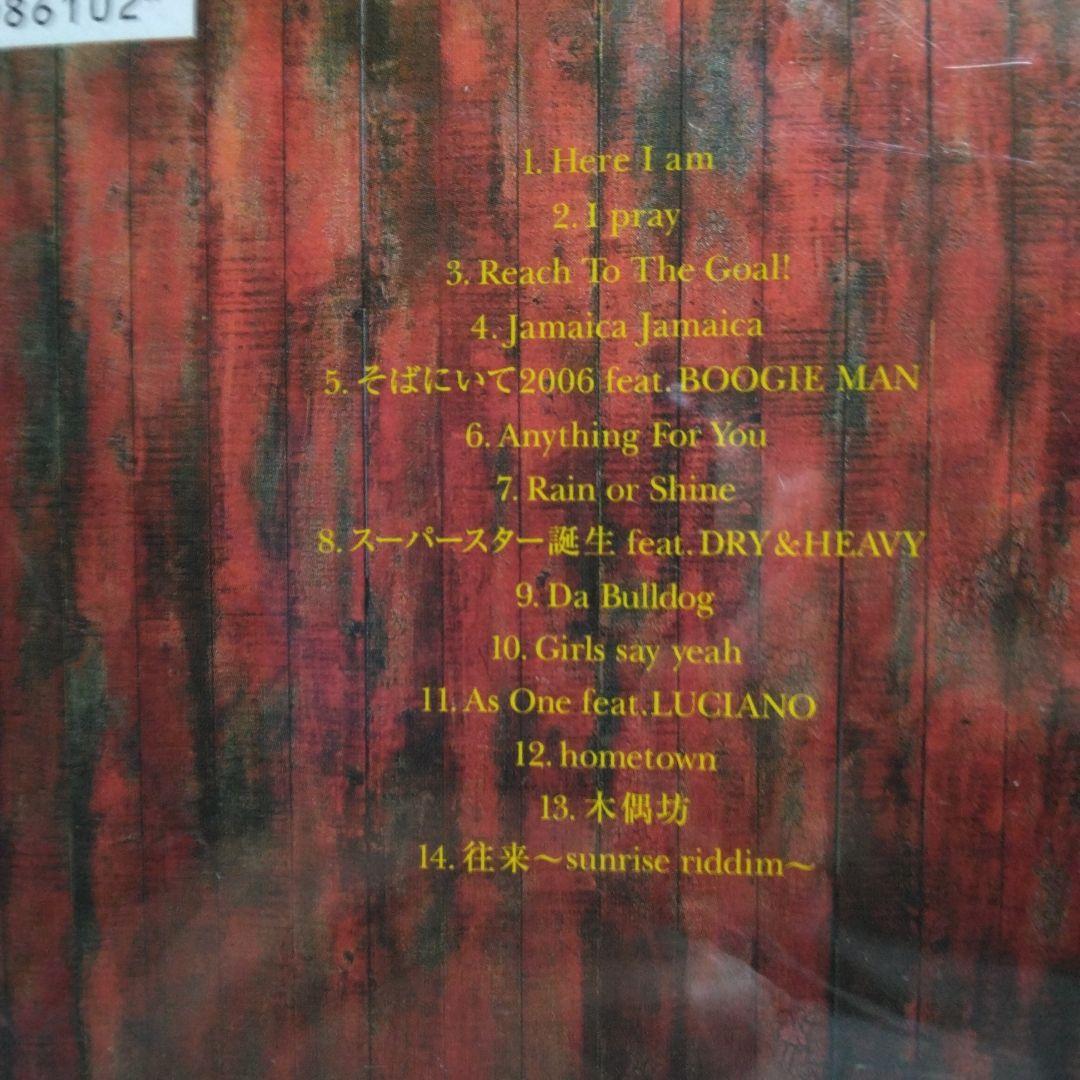 86102
1. Here I am
2. I pray
3. Reach To The Goal!
4. Jamaica Jamaica
5. そばにいて2006 feat. BOOGIE MAN
6. Anything For You
7. Rain or Shine
8. スーパースター誕生 feat. DRY&HEAVY
9. Da Bulldog
10. Girls say yeah
11. As One feat.LUCIANO
12. hometown
13. 木偶坊
14. 往来～sunrise riddim～